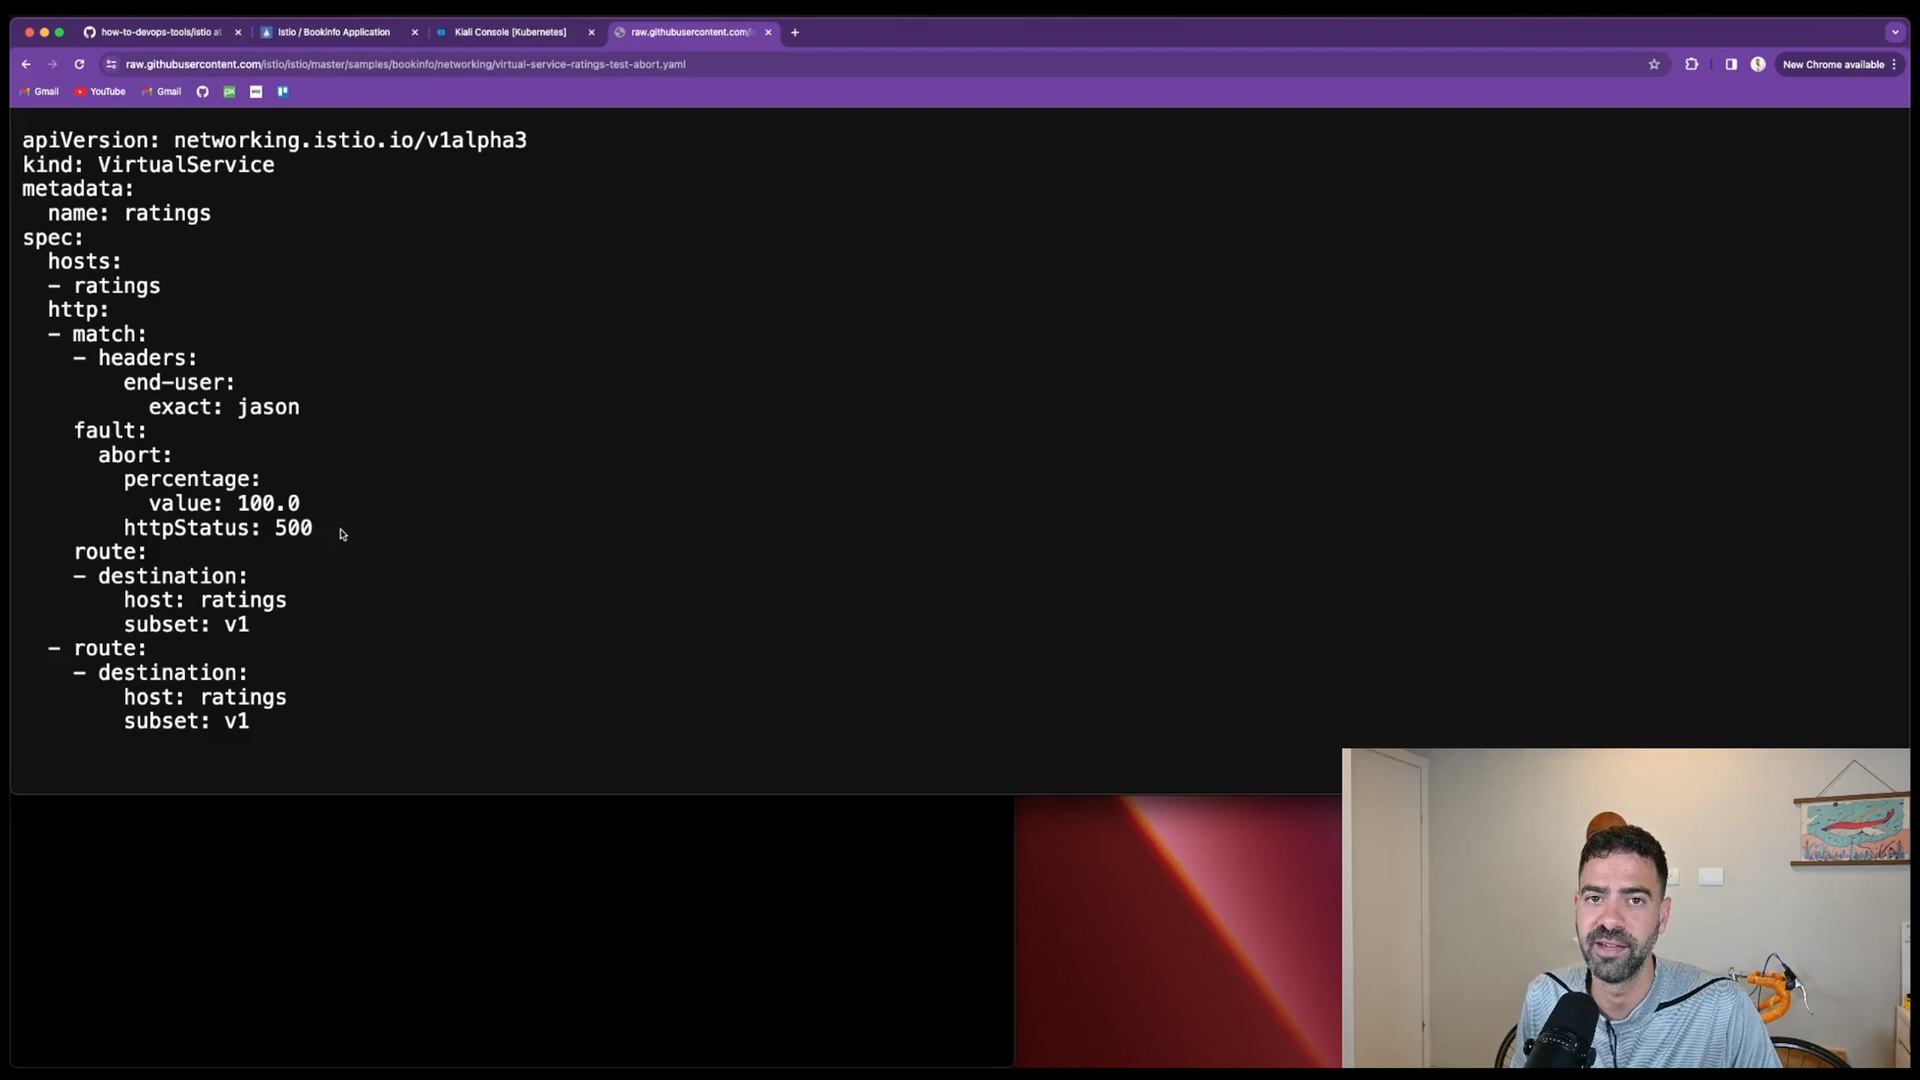 how-to-devops-tools/istio at
Istio / Bookinfo Application
Kiali Console [Kubernetes]
raw.githubusercontent.com/
raw.githubusercontent.com/istio/istio/master/samples/bookinfo/networking/virtual-service-ratings-test-abort.yaml
New Chrome available
Gmail
YouTube
Gmail
apiVersion: networking.istio.io/v1alpha3
kind: VirtualService
metadata:
  name: ratings
spec:
  hosts:
  - ratings
  http:
  - match:
    - headers:
        end-user:
          exact: jason
    fault:
      abort:
        percentage:
          value: 100.0
        httpStatus: 500
    route:
    - destination:
        host: ratings
        subset: v1
  - route:
    - destination:
        host: ratings
        subset: v1